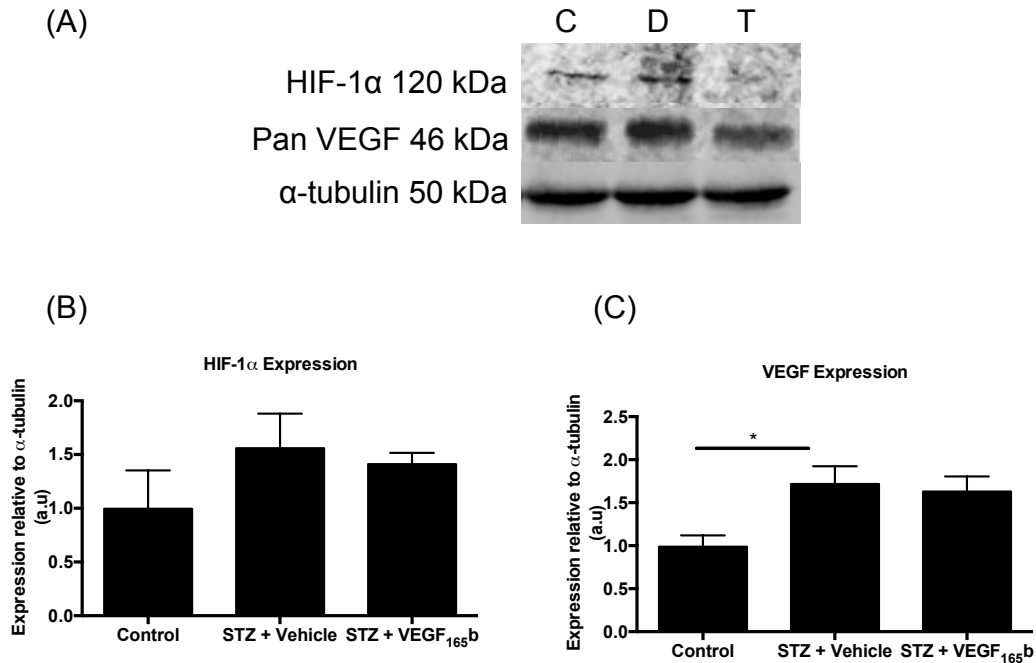 (A)
C D T
HIF-1α 120 kDa
Pan VEGF 46 kDa
α-tubulin 50 kDa
(B)
HIF-1α Expression
Expression relative to α-tubulin
(a.u)
2.0
1.5
1.0
0.5
0.0
Control STZ + Vehicle STZ + VEGF₁₆₅b
(C)
VEGF Expression
Expression relative to α-tubulin
(a.u)
2.5
2.0
1.5
1.0
0.5
0.0
*
Control STZ + Vehicle STZ + VEGF₁₆₅b